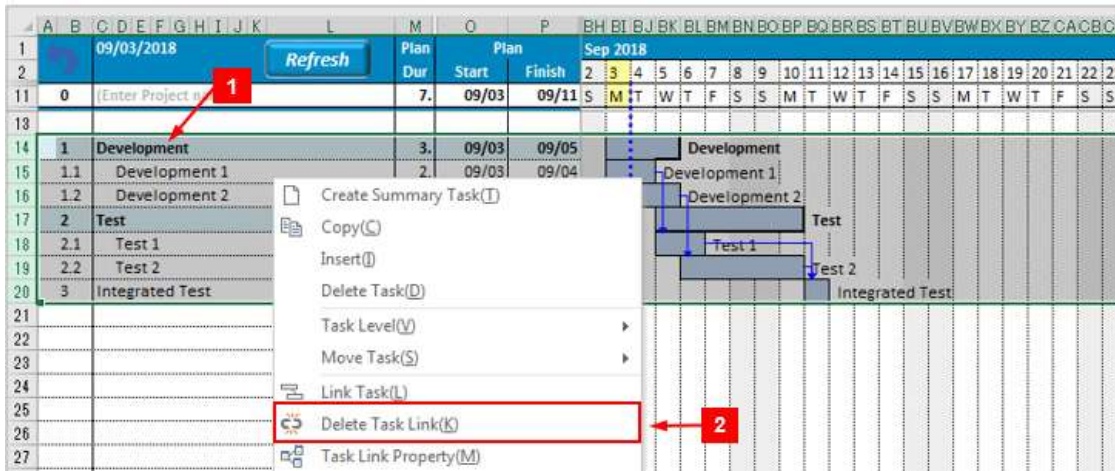 A B C D E F G H I J K L M O P BH BI BJ BK BL BM BN BO BP BQ BR BS BT BU BV BW BX BY BZ CA CB
1 09/03/2018 Refresh Plan Plan Sep 2018
2 Dur Start Finish 2 3 4 5 6 7 8 9 10 11 12 13 14 15 16 17 18 19 20 21 22
11 0 (Enter Project 7. 09/03 09/11 S M T W T F S S M T W T F S S M T W T F S S
1
13
14 1 Development 3. 09/03 09/05 Development
15 1.1 Development 1 2. 09/03 09/04 Development 1
16 1.2 Development 2 Development 2
17 2 Test Test
18 2.1 Test 1 Test 1
19 2.2 Test 2 Test 2
20 3 Integrated Test Integrated Test
21
22
23
24
25
26
27
Create Summary Task(T)
Copy(C)
Insert(I)
Delete Task(D)
Task Level(V)
Move Task(S)
Link Task(L)
Delete Task Link(K)
2
Task Link Property(M)